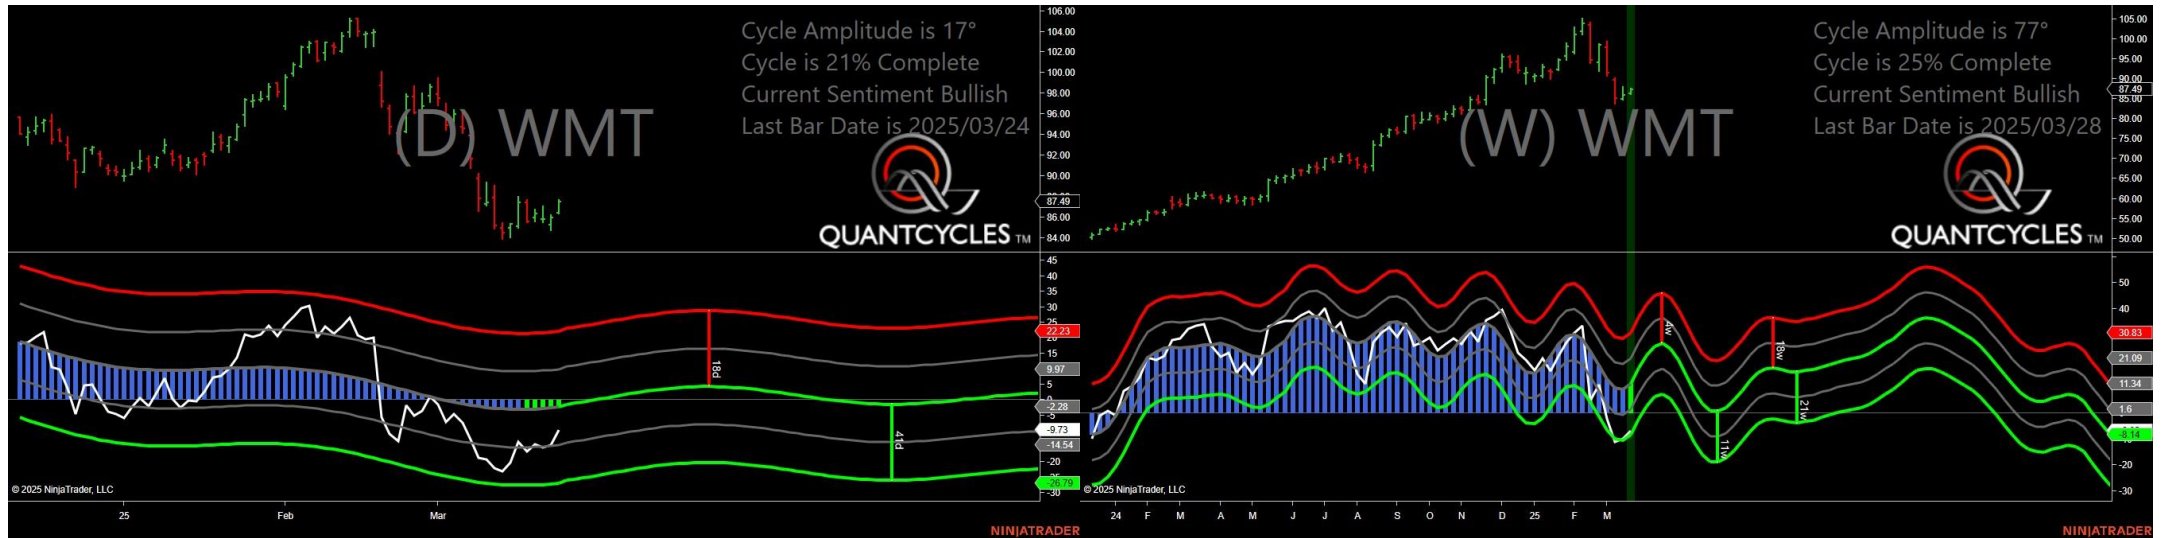 Cycle Amplitude is 17°
Cycle is 21% Complete
Current Sentiment Bullish
Last Bar Date is 2025/03/24
(D) WMT
QUANTCYCLES TM
106.00
104.00
102.00
100.00
98.00
96.00
94.00
92.00
90.00
87.49
86.00
84.00
45
40
35
30
22.23
20
15
9.97
5
-2.28
-5
-9.73
-14.54
-20
-26.79
-30
18d
41d
© 2025 NinjaTrader, LLC
25 Feb Mar
NINJATRADER
Cycle Amplitude is 77°
Cycle is 25% Complete
Current Sentiment Bullish
Last Bar Date is 2025/03/28
(W) WMT
QUANTCYCLES TM
105.00
100.00
95.00
90.00
87.49
85.00
80.00
75.00
70.00
65.00
60.00
55.00
50.00
50
40
30.83
21.09
11.34
1.6
-8.14
-20
-30
4w
18w
21w
11w
© 2025 NinjaTrader, LLC
24 F M A M J J A S O N D 25 F M
NINJATRADER